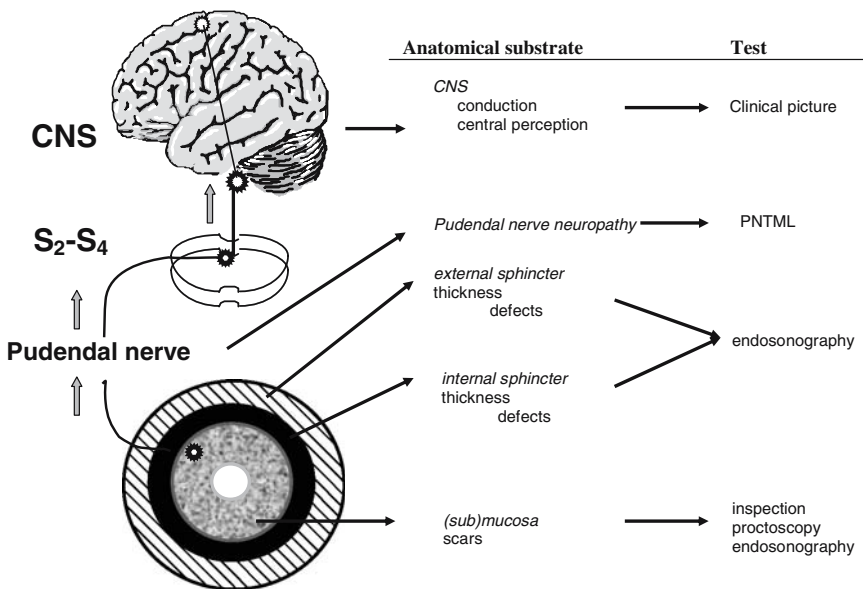 Anatomical substrate Test
CNS
conduction
central perception
Clinical picture
CNS
Pudendal nerve neuropathy
PNTML
S₂-S₄
external sphincter
thickness
defects
Pudendal nerve
endosonography
internal sphincter
thickness
defects
(sub)mucosa
scars
inspection
proctoscopy
endosonography